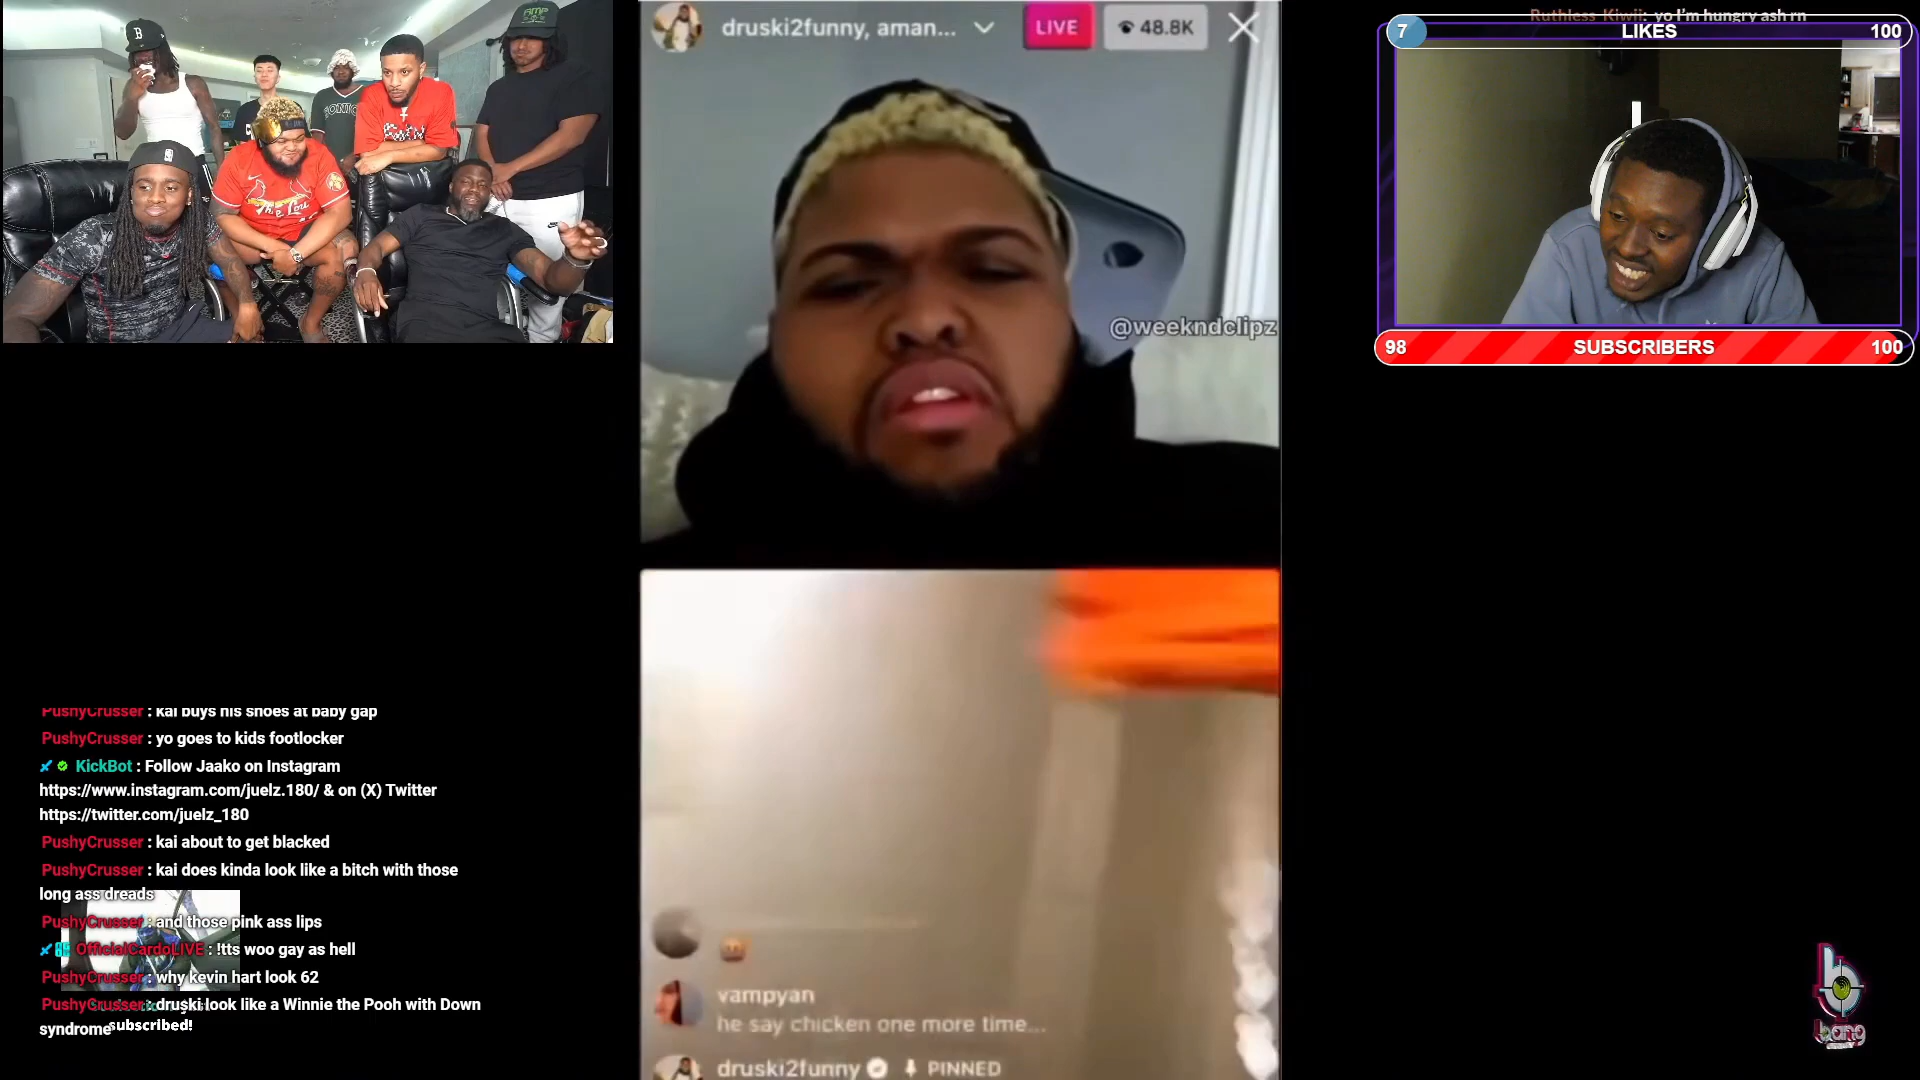 druski2funny, aman...
LIVE
48.8K
Ruthless_Kiwii: yo I'm hungry ash rn
7 LIKES 100
@weekndclipz
98 SUBSCRIBERS 100
PushyCrusser : kai buys his shoes at baby gap
PushyCrusser : yo goes to kids footlocker
KickBot : Follow Jaako on Instagram
https://www.instagram.com/juelz.180/ & on (X) Twitter
https://twitter.com/juelz_180
PushyCrusser : kai about to get blacked
PushyCrusser : kai does kinda look like a bitch with those
long ass dreads
PushyCrusser : and those pink ass lips
OfficialCardoLIVE : !tts woo gay as hell
PushyCrusser : why kevin hart look 62
PushyCrusser : druski look like a Winnie the Pooh with Down
syndrome
subscribed!
vampyan
he say chicken one more time...
druski2funny PINNED
bang